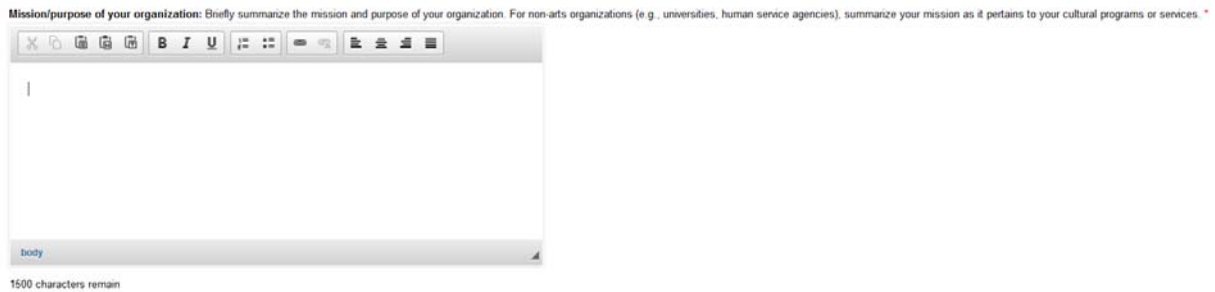 Mission/purpose of your organization: Briefly summarize the mission and purpose of your organization. For non-arts organizations (e.g., universities, human service agencies), summarize your mission as it pertains to your cultural programs or services. *
B I U
body
1500 characters remain